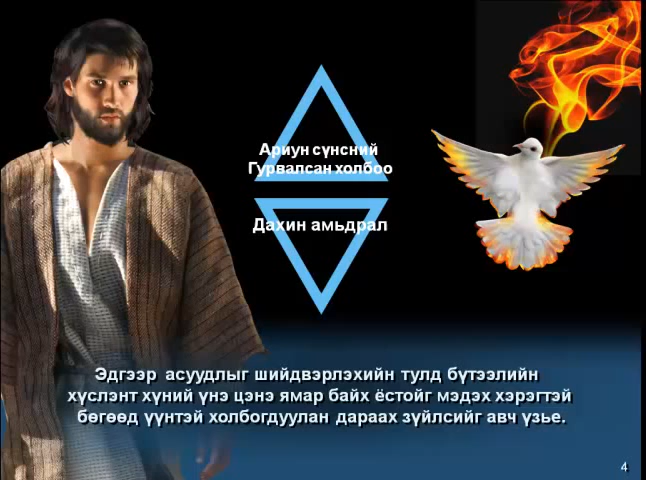 Ариун сүнсний
Гурвалсан холбоо
Дахин амьдрал
Эдгээр асуудлыг шийдвэрлэхийн тулд бүтээлийн
хүслэнт хүний үнэ цэнэ ямар байх ёстойг мэдэх хэрэгтэй
бөгөөд үүнтэй холбогдуулан дараах зүйлсийг авч үзье.
4